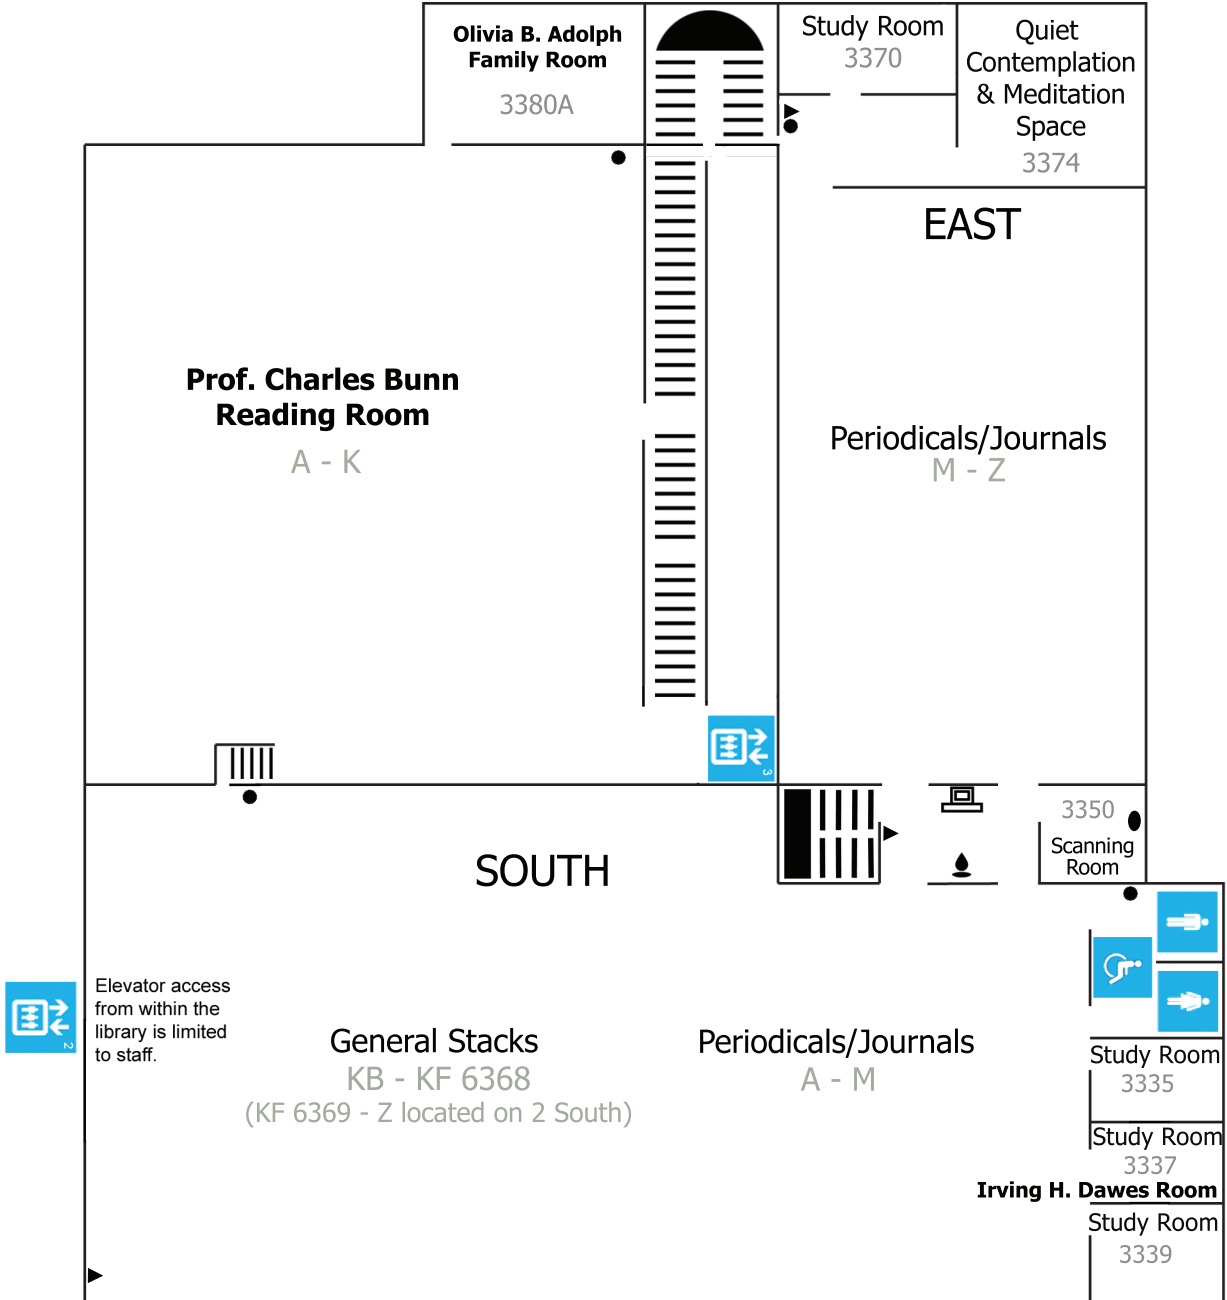 Olivia B. Adolph
Family Room
3380A
Study Room
3370
Quiet
Contemplation
& Meditation
Space
3374
EAST
Prof. Charles Bunn
Reading Room
A - K
Periodicals/Journals
M - Z
3
3350
Scanning
Room
SOUTH
Elevator access
from within the
library is limited
to staff.
2
General Stacks
KB - KF 6368
(KF 6369 - Z located on 2 South)
Periodicals/Journals
A - M
Study Room
3335
Study Room
3337
Irving H. Dawes Room
Study Room
3339